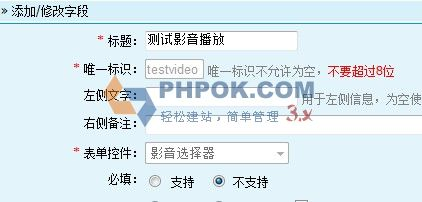 » 添加/修改字段
* 标题： 测试影音播放
* 唯一标识： testvideo 唯一标识不允许为空，不要超过8位
PHPOK.COM
左侧文字： 用于左侧信息，为空使
右侧备注： 轻松建站，简单管理 3.x
* 表单控件： 影音选择器
必填： 支持 不支持